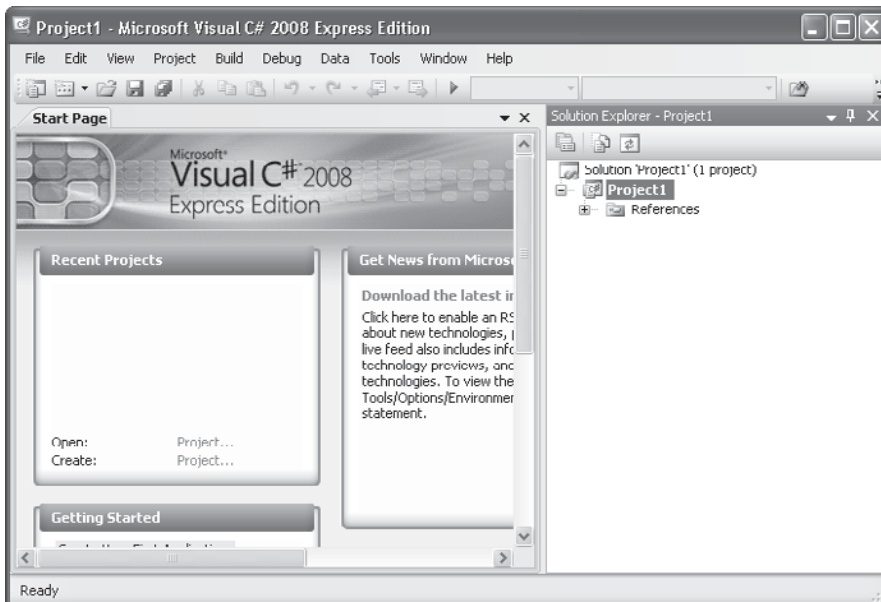 Project1 - Microsoft Visual C# 2008 Express Edition
File Edit View Project Build Debug Data Tools Window Help
Start Page
Microsoft®
Visual C# 2008
Express Edition
Recent Projects
Open: Project...
Create: Project...
Getting Started
Get News from Micros
Download the latest
Click here to enable an RS
about new technologies,
live feed also includes info
technology previews, and
technologies. To view the
Tools/Options/Environmen
statement.
Solution Explorer - Project1
Solution 'Project1' (1 project)
Project1
References
Ready